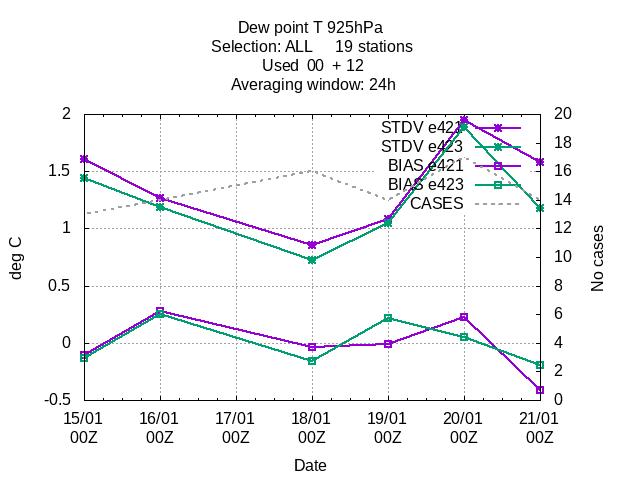 Dew point T 925hPa
Selection: ALL 19 stations
Used 00 + 12
Averaging window: 24h
2
1.5
1
0.5
0
-0.5
deg C
STDV e421
STDV e423
BIAS e421
BIAS e423
CASES
20
18
16
14
12
10
8
6
4
2
0
No cases
15/01 16/01 17/01 18/01 19/01 20/01 21/01
00Z 00Z 00Z 00Z 00Z 00Z 00Z
Date